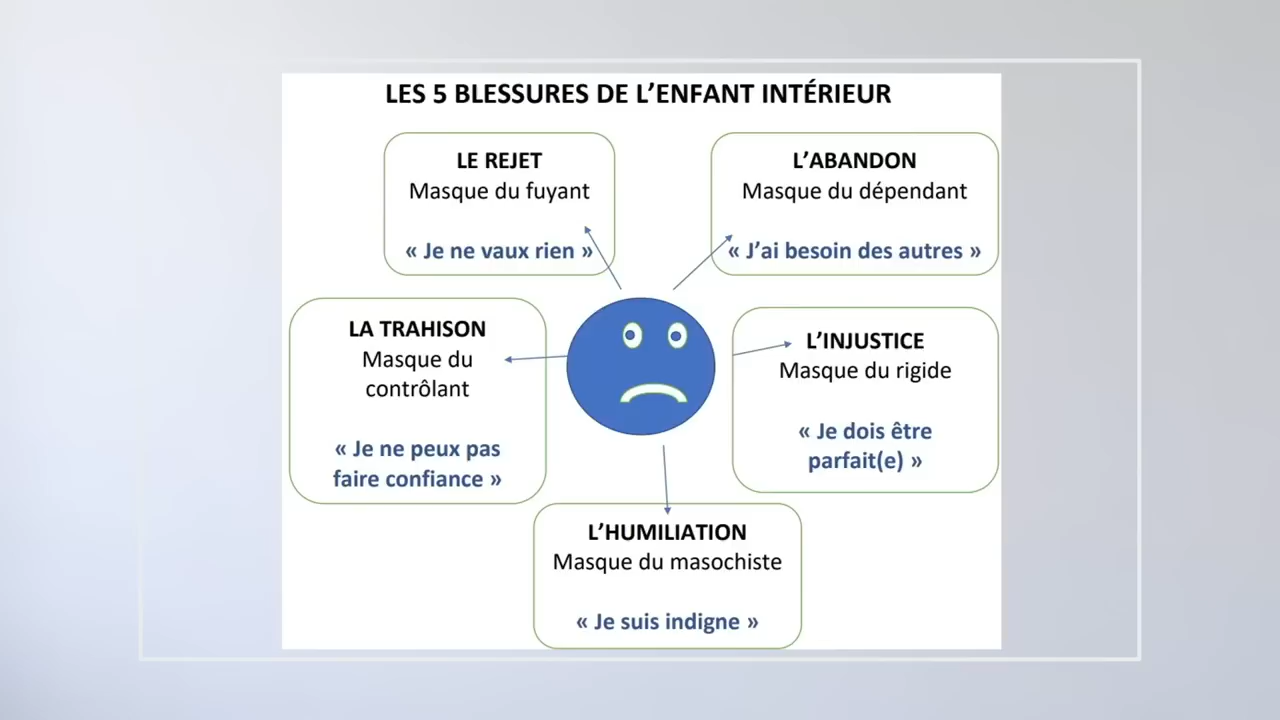 LES 5 BLESSURES DE L’ENFANT INTÉRIEUR
LE REJET
Masque du fuyant
« Je ne vaux rien »
L’ABANDON
Masque du dépendant
« J’ai besoin des autres »
LA TRAHISON
Masque du
contrôlant
« Je ne peux pas
faire confiance »
L’INJUSTICE
Masque du rigide
« Je dois être
parfait(e) »
L’HUMILIATION
Masque du masochiste
« Je suis indigne »